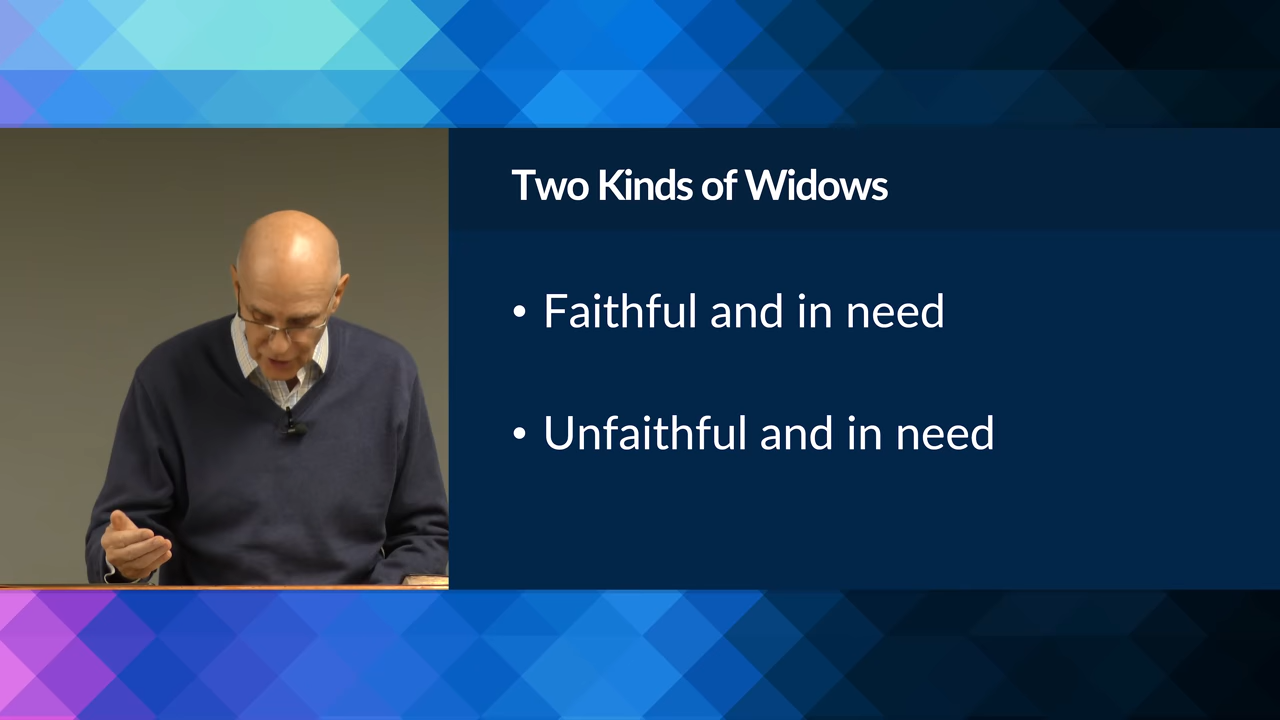 Two Kinds of Widows
• Faithful and in need
• Unfaithful and in need